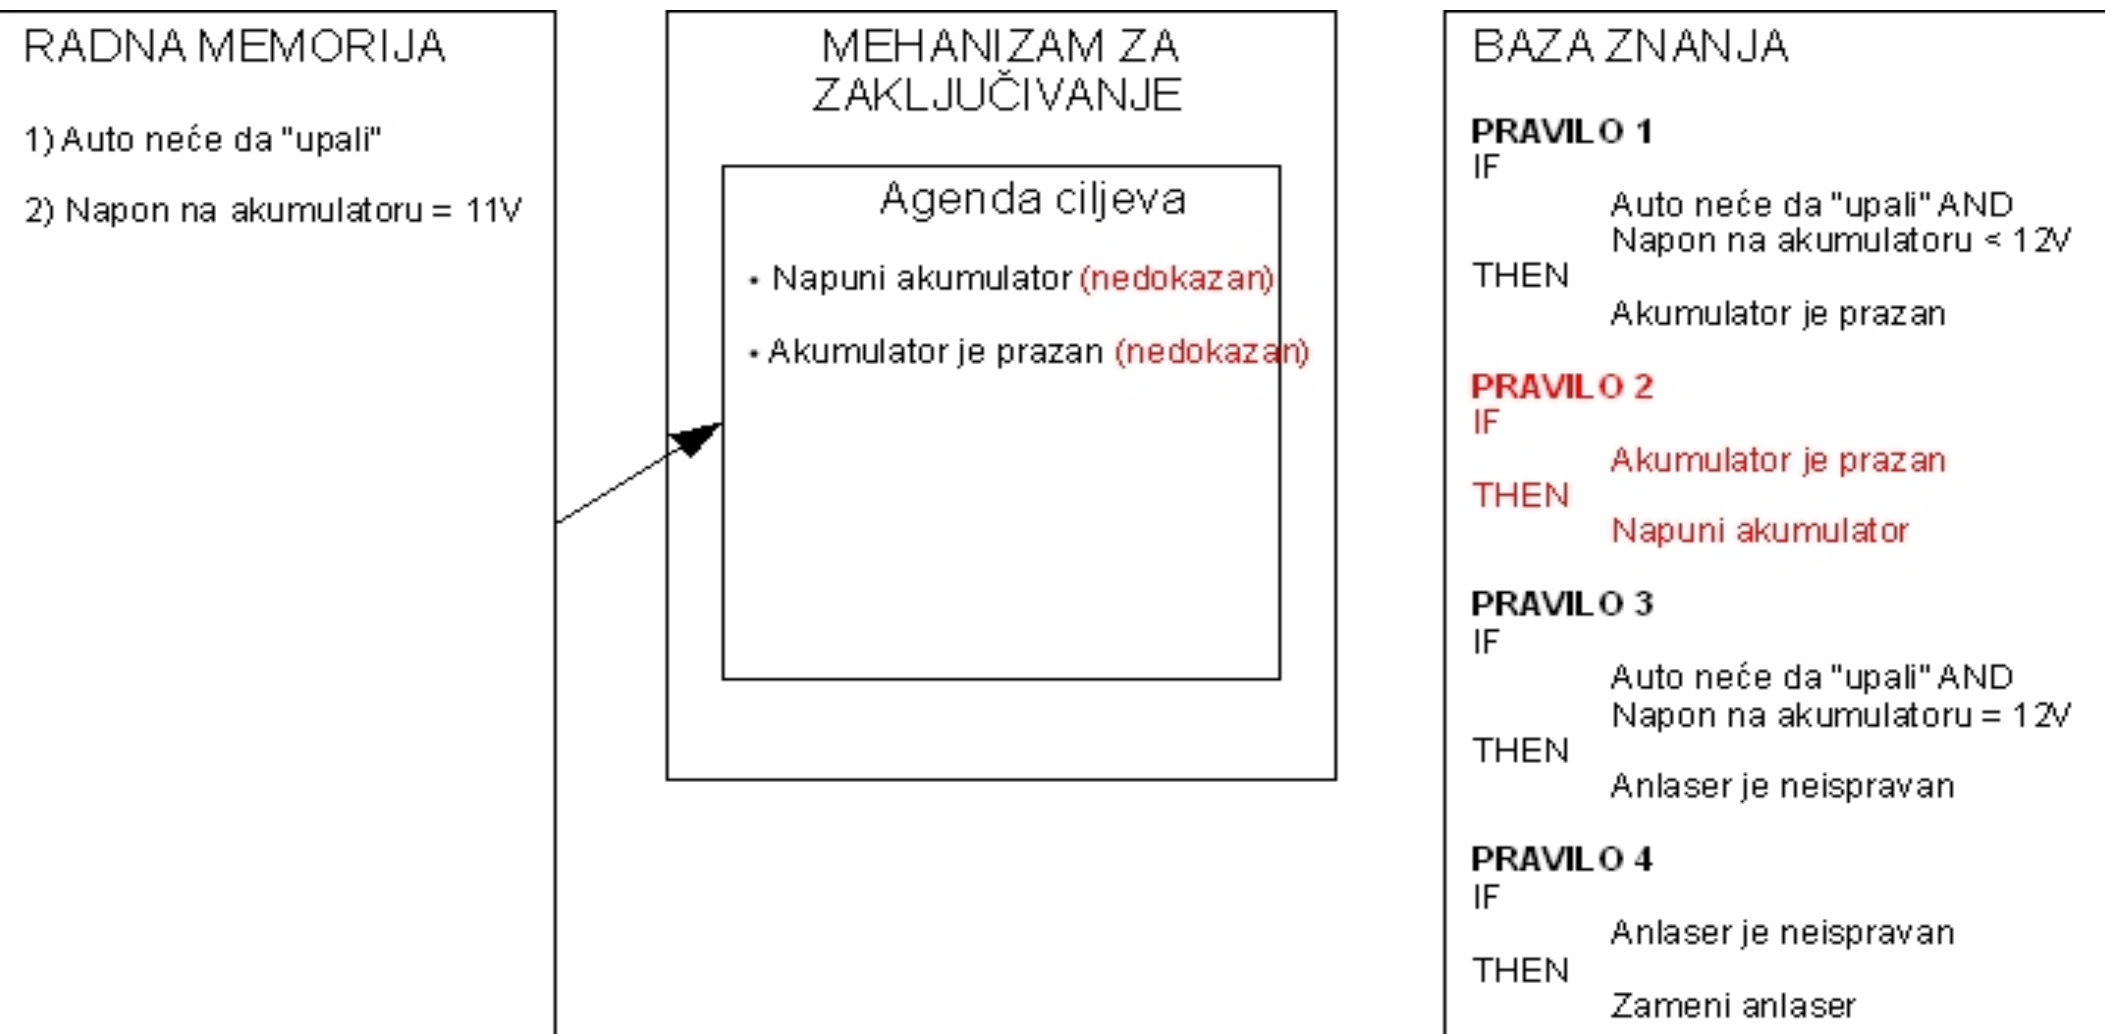 RADNA MEMORIJA
1) Auto neće da "upali"
2) Napon na akumulatoru = 11V
MEHANIZAM ZA
ZAKLJUČIVANJE
Agenda ciljeva
• Napuni akumulator (nedokazan)
• Akumulator je prazan (nedokazan)
BAZA ZNANJA
PRAVILO 1
IF
Auto neće da "upali" AND
Napon na akumulatoru < 12V
THEN
Akumulator je prazan
PRAVILO 2
IF
Akumulator je prazan
THEN
Napuni akumulator
PRAVILO 3
IF
Auto neće da "upali" AND
Napon na akumulatoru = 12V
THEN
Anlaser je neispravan
PRAVILO 4
IF
Anlaser je neispravan
THEN
Zameni anlaser